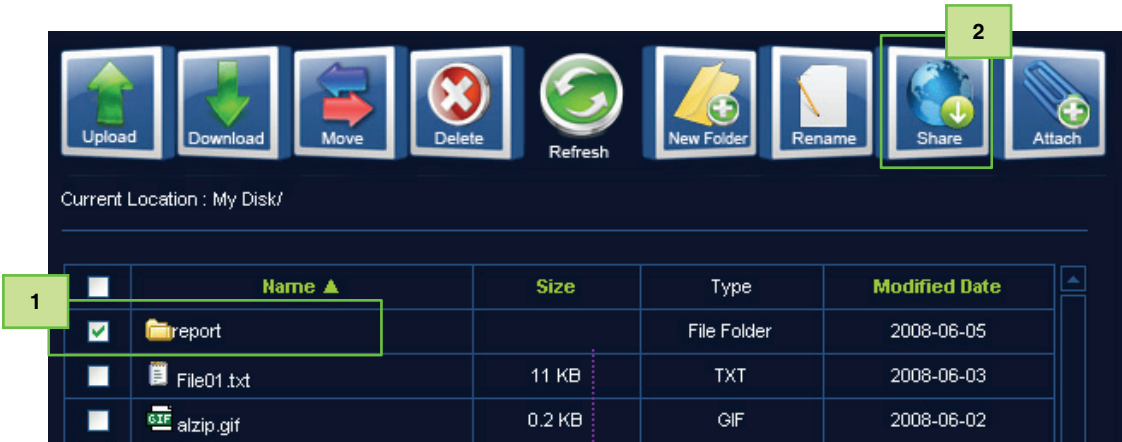 2
Upload Download Move Delete Refresh New Folder Rename Share Attach
Current Location : My Disk/
1
Name ▲ Size Type Modified Date
report File Folder 2008-06-05
File01.txt 11 KB TXT 2008-06-03
GIF alzip.gif 0.2 KB GIF 2008-06-02